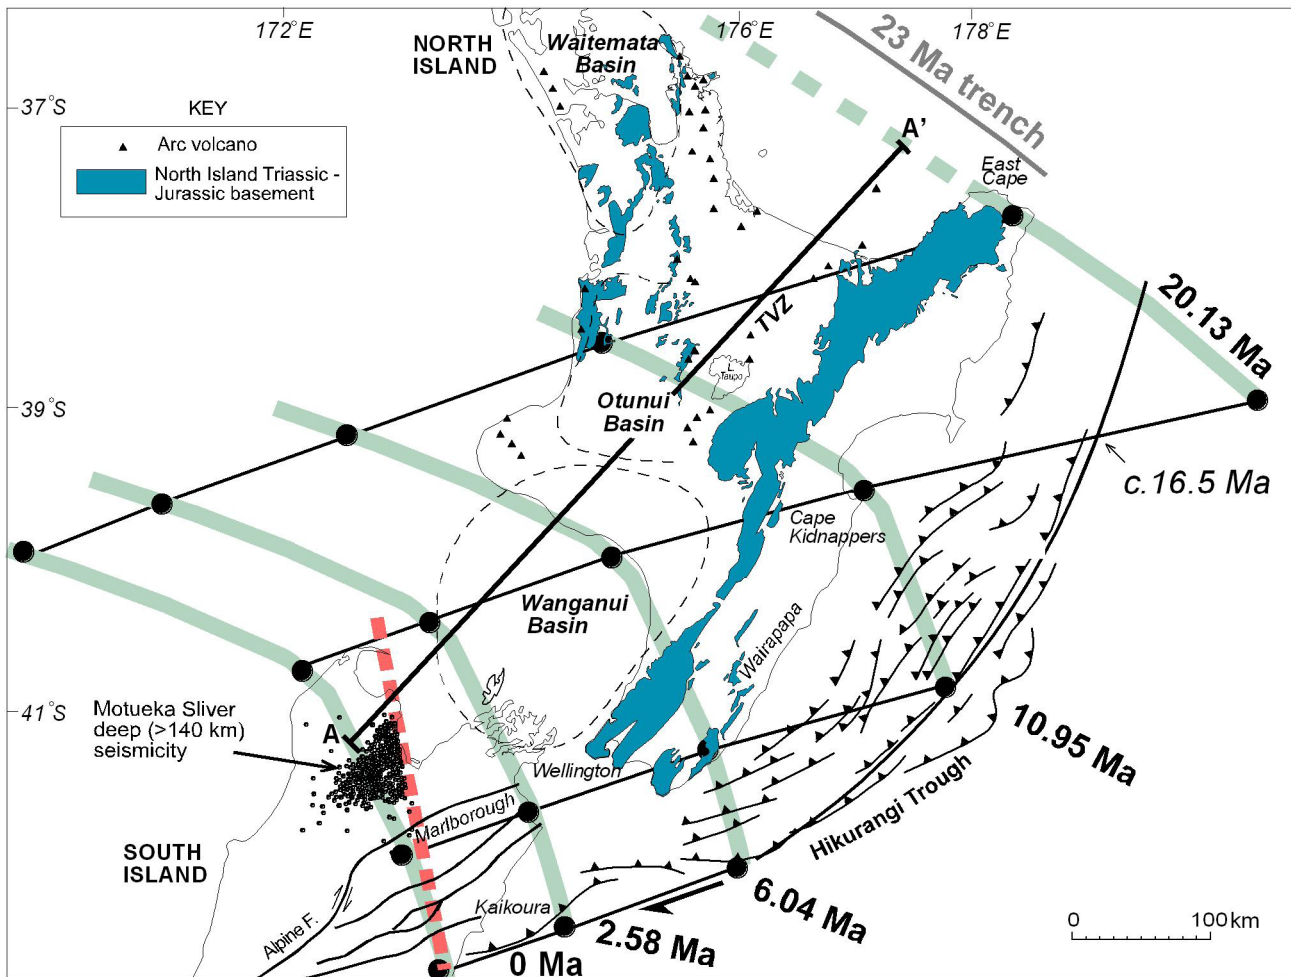 172°E
176°E
178°E
NORTH
ISLAND
Waitemata
Basin
23 Ma trench
37°S
KEY
Arc volcano
North Island Triassic -
Jurassic basement
A'
East
Cape
20.13 Ma
TVZ
L.
Taupo
39°S
Otunui
Basin
c.16.5 Ma
Cape
Kidnappers
Wanganui
Basin
Wairapapa
41°S
Motueka Sliver
deep (>140 km)
seismicity
A
10.95 Ma
Wellington
Hikurangi Trough
Marlborough
SOUTH
ISLAND
Kaikoura
6.04 Ma
Alpine F.
2.58 Ma
0 Ma
0 100 km